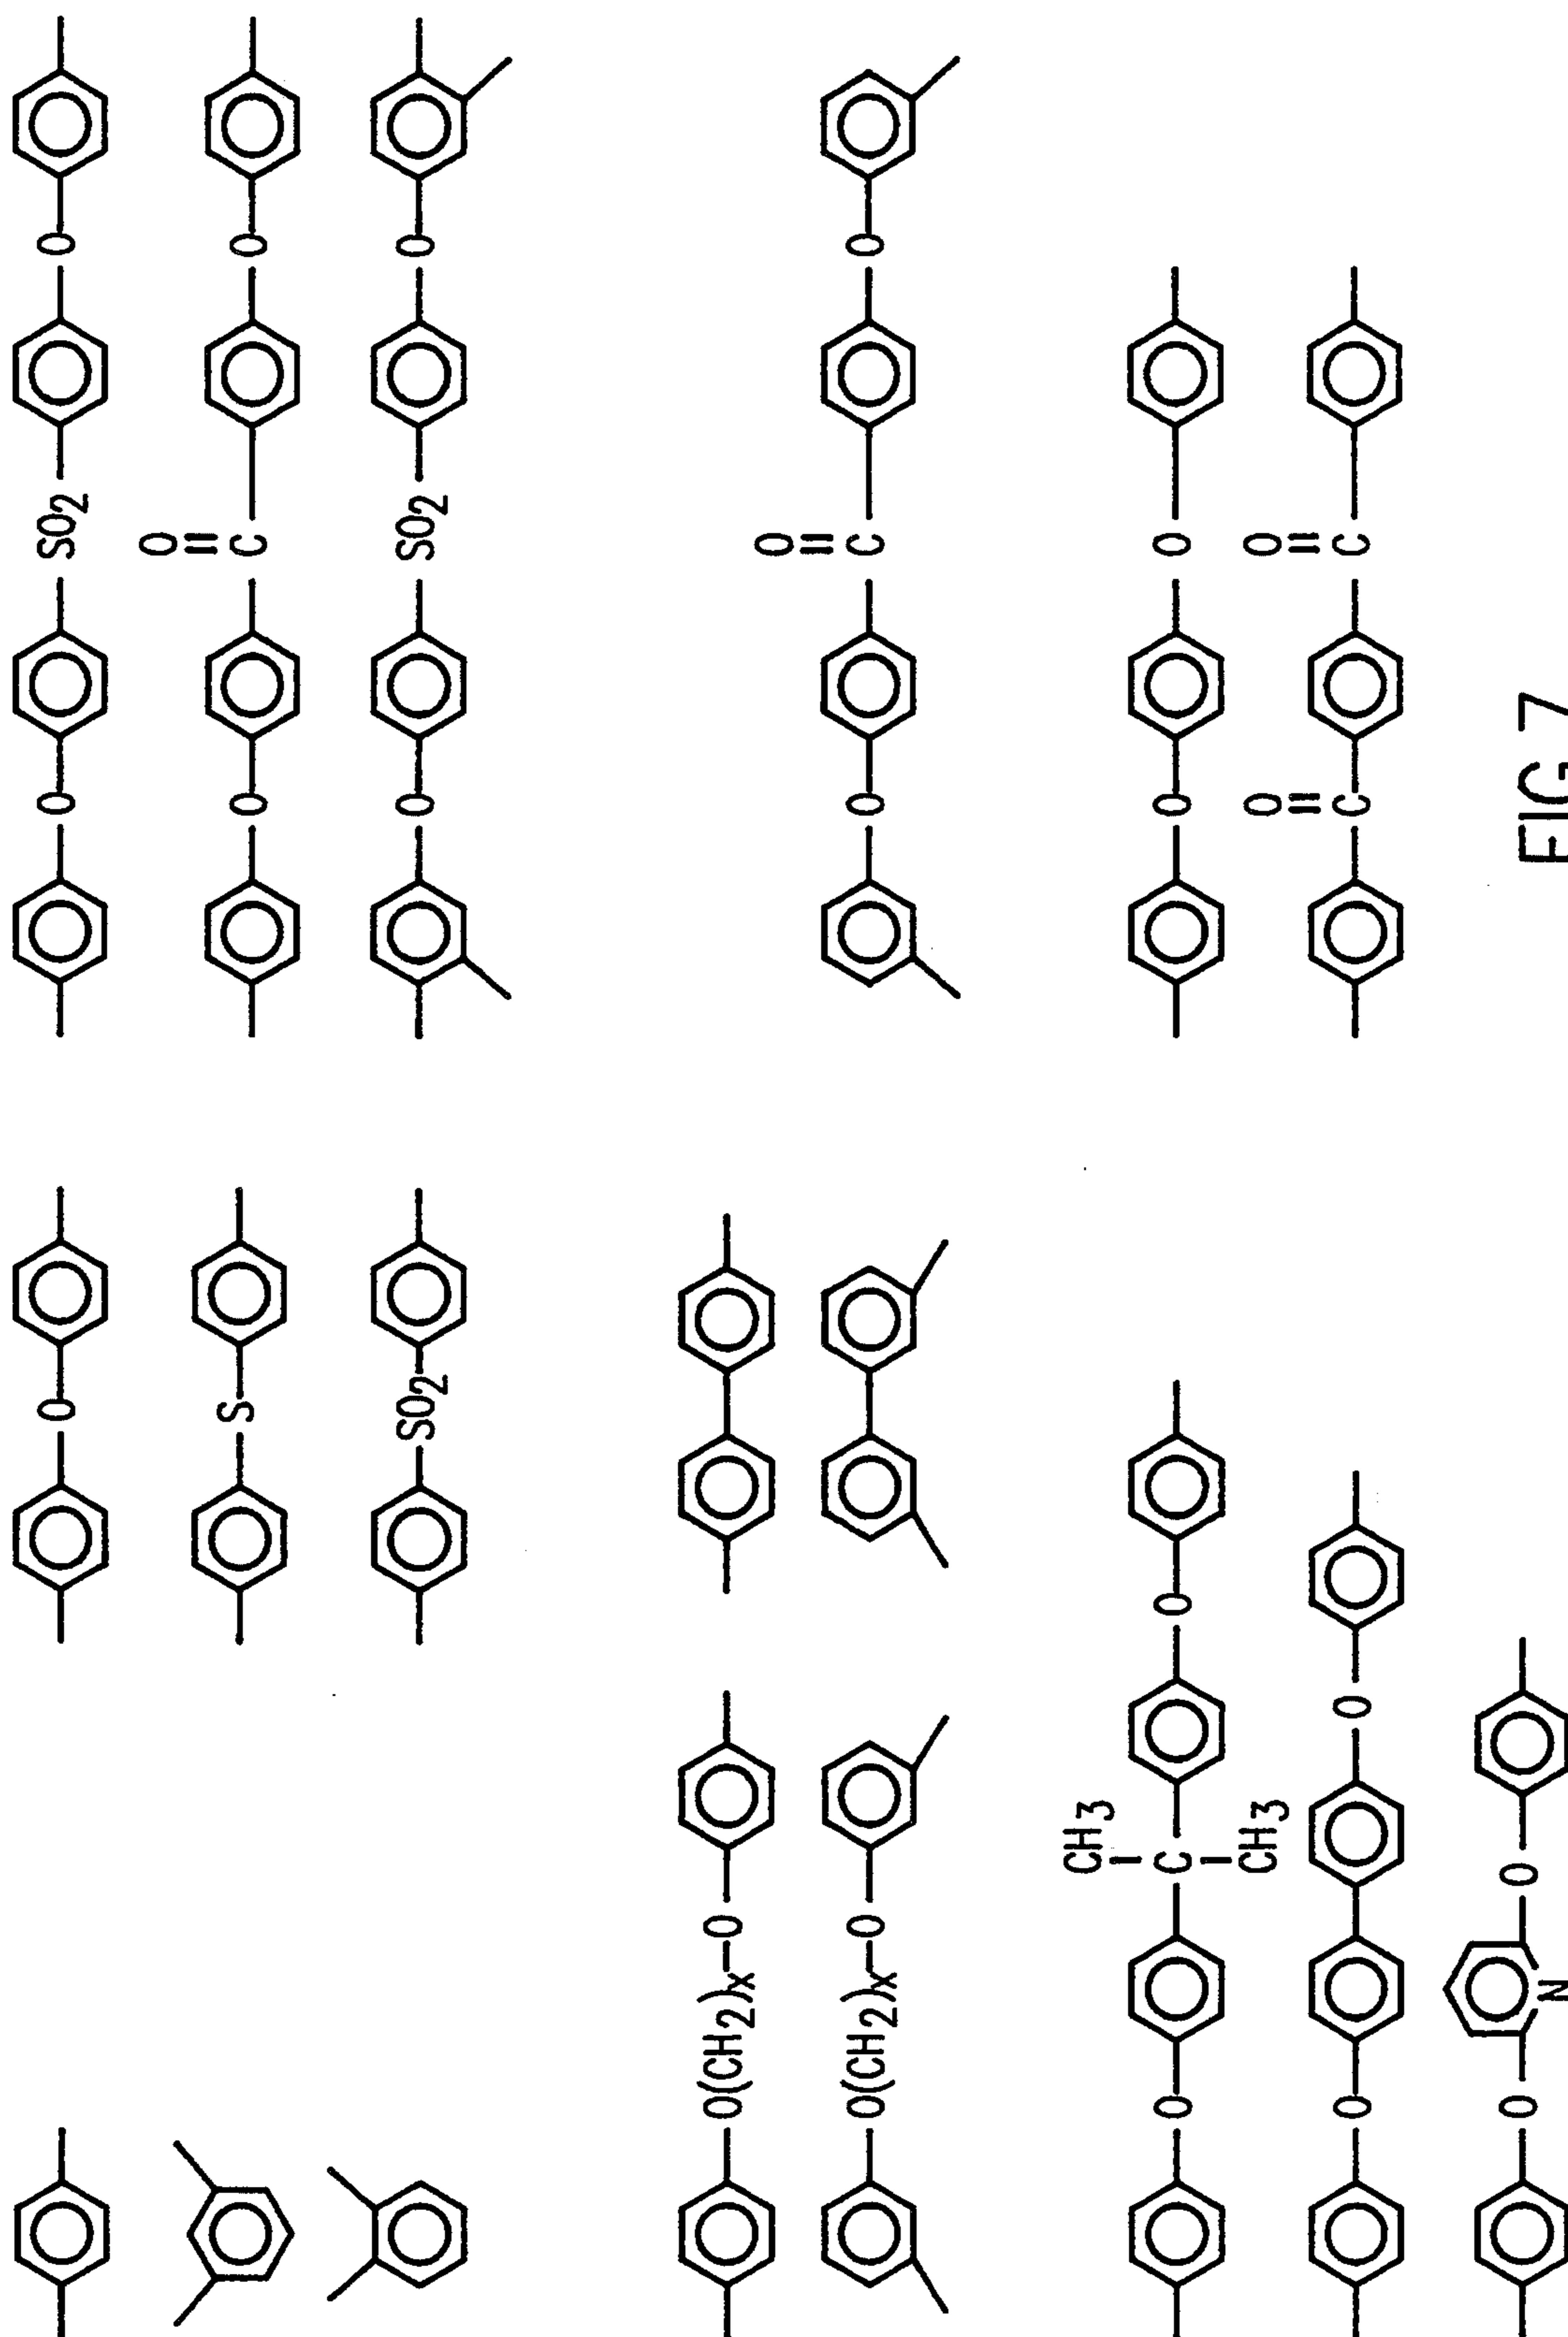 O O SO2 O
O
S O C O
SO2 O SO2 O
O(CH2)x–O
O
O(CH2)x–O O C O
CH3
O C O O O
CH3 O O
O O C C
O O
N
FIG 7